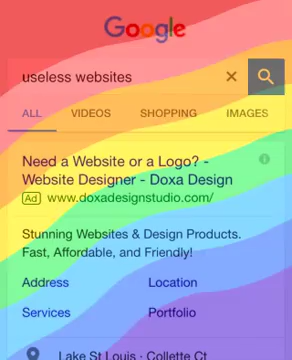 Google
useless websites
ALL VIDEOS SHOPPING IMAGES
Need a Website or a Logo? -
Website Designer - Doxa Design
Ad www.doxadesignstudio.com/
Stunning Websites & Design Products.
Fast, Affordable, and Friendly!
Address Location
Services Portfolio
Lake St Louis · Collette Ct